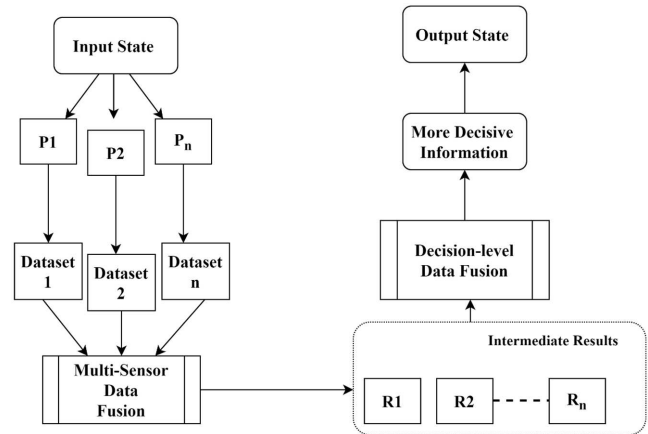 Input State
P1
P2
Pn
Dataset
1
Dataset
2
Dataset
n
Multi-Sensor
Data
Fusion
Output State
More Decisive
Information
Decision-level
Data Fusion
Intermediate Results
R1
R2
Rn